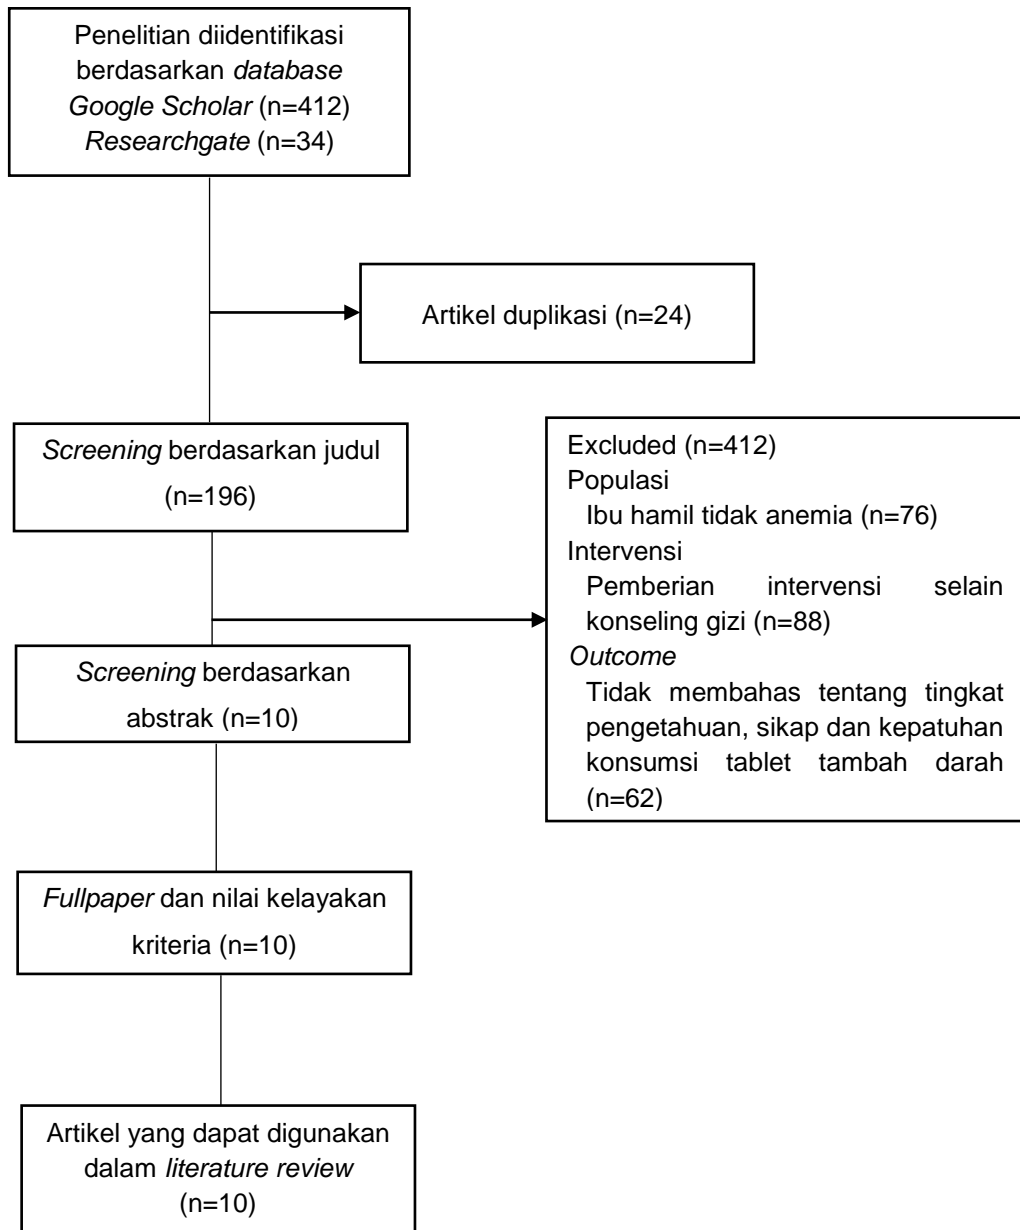 Penelitian diidentifikasi
berdasarkan database
Google Scholar (n=412)
Researchgate (n=34)
Artikel duplikasi (n=24)
Screening berdasarkan judul
(n=196)
Excluded (n=412)
Populasi
Ibu hamil tidak anemia (n=76)
Intervensi
Pemberian intervensi selain
konseling gizi (n=88)
Outcome
Tidak membahas tentang tingkat
pengetahuan, sikap dan kepatuhan
konsumsi tablet tambah darah
(n=62)
Screening berdasarkan
abstrak (n=10)
Fullpaper dan nilai kelayakan
kriteria (n=10)
Artikel yang dapat digunakan
dalam literature review
(n=10)